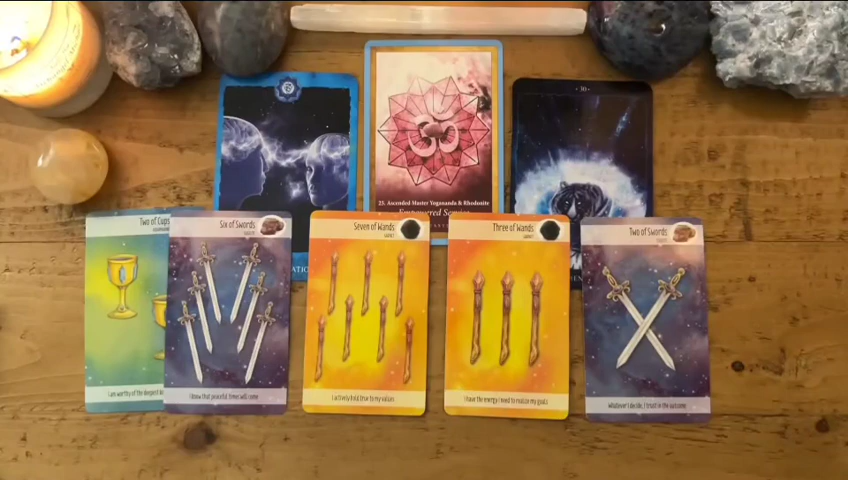 · 30 ·
23. Ascended Master Yogananda & Rhodonite
Empowered
Two of Cups
Six of Swords
Seven of Wands
GARNET
Three of Wands
GARNET
Two of Swords
I am worthy of the deepest
I know that peaceful times will come
I actively hold true to my values
I have the energy I need to realize my goals
Whatever I decide, I trust in the outcome